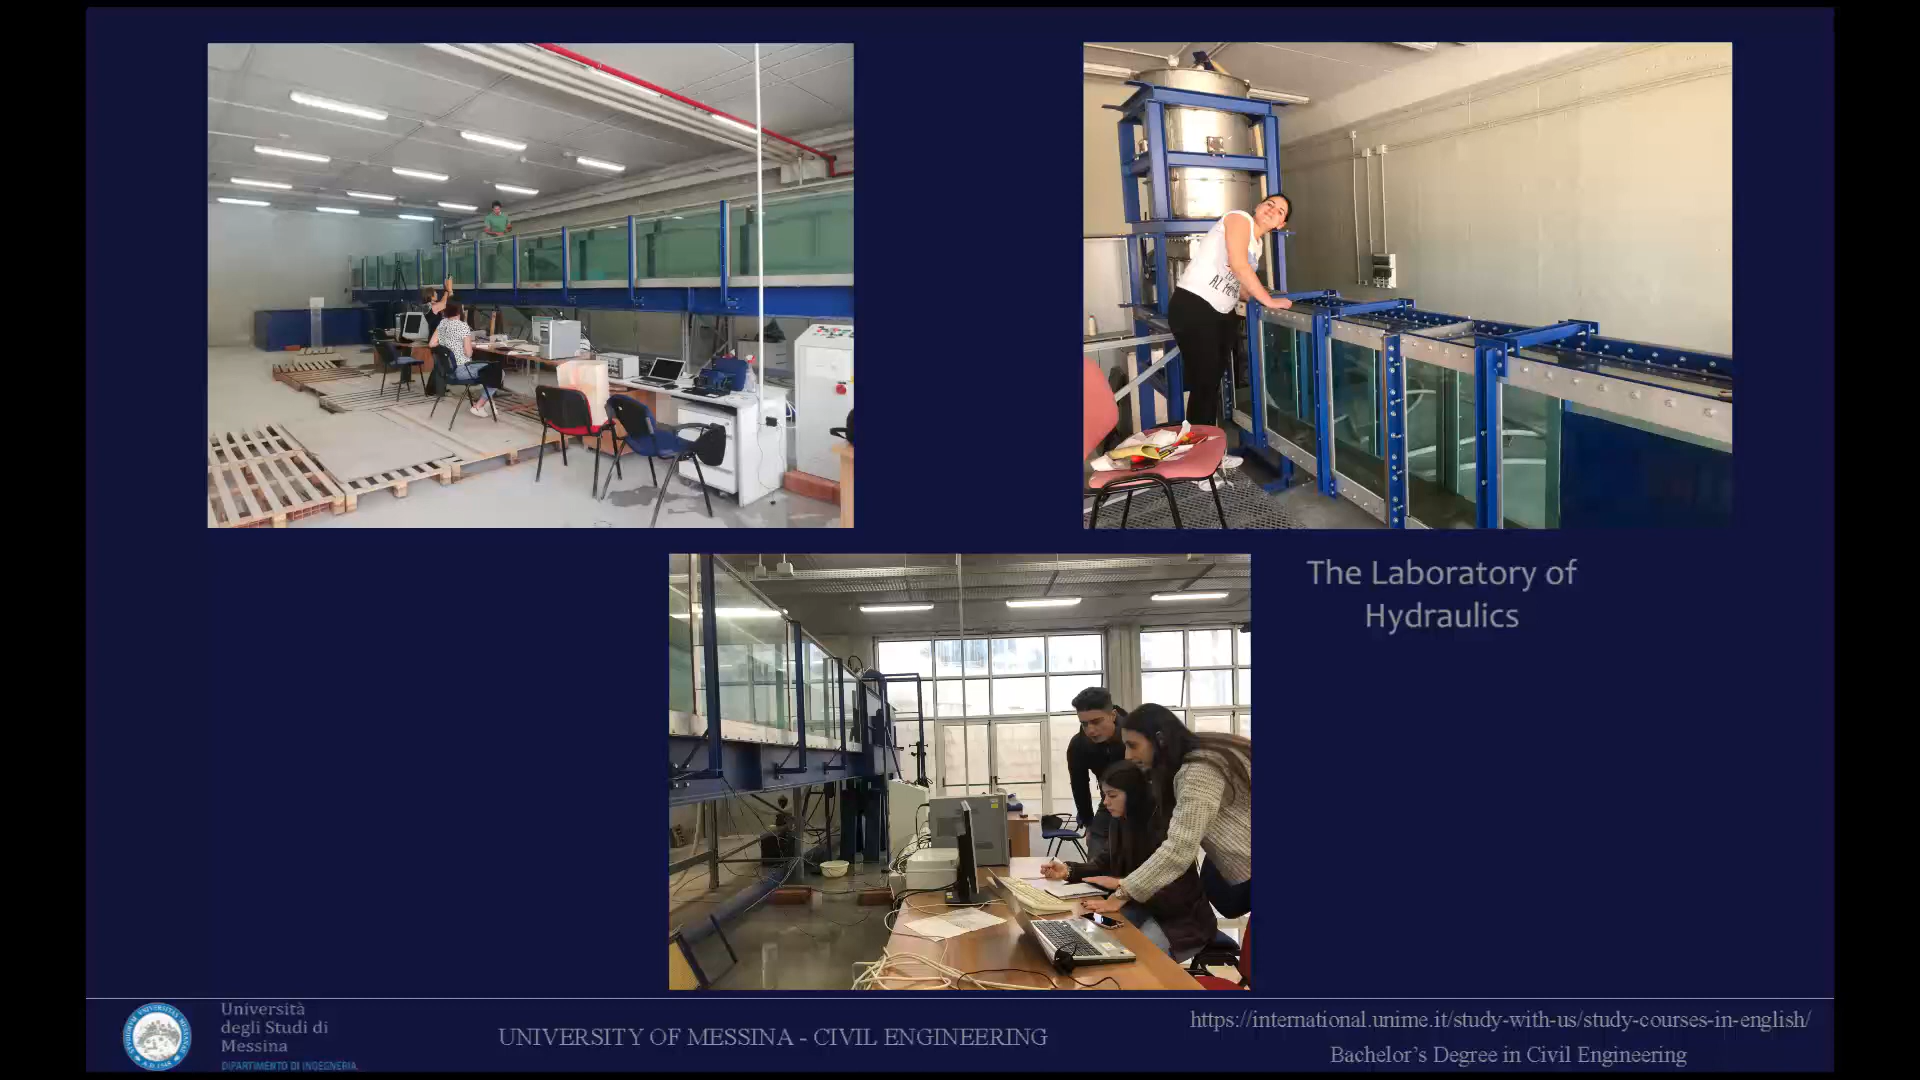 The Laboratory of
Hydraulics
Università
degli Studi di
Messina
DIPARTIMENTO DI INGEGNERIA
UNIVERSITY OF MESSINA - CIVIL ENGINEERING
https://international.unime.it/study-with-us/study-courses-in-english/
Bachelor's Degree in Civil Engineering